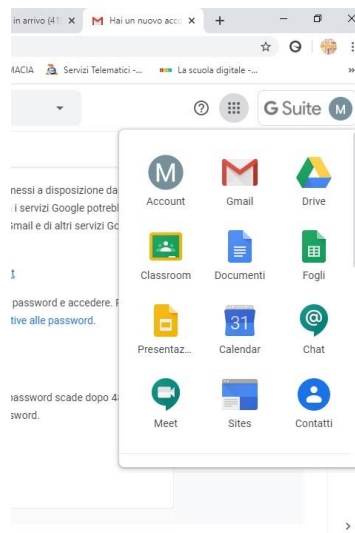 in arrivo (41)
Hai un nuovo acco
MACIA
Servizi Telematici -...
La scuola digitale -...
»
G Suite
M
M
Account
Gmail
Drive
nessi a disposizione da
i servizi Google potreb
Gmail e di altri servizi Go
Classroom
Documenti
Fogli
password e accedere.
tive alle password.
31
@
Presentaz...
Calendar
Chat
password scade dopo 4
sword.
Meet
Sites
Contatti